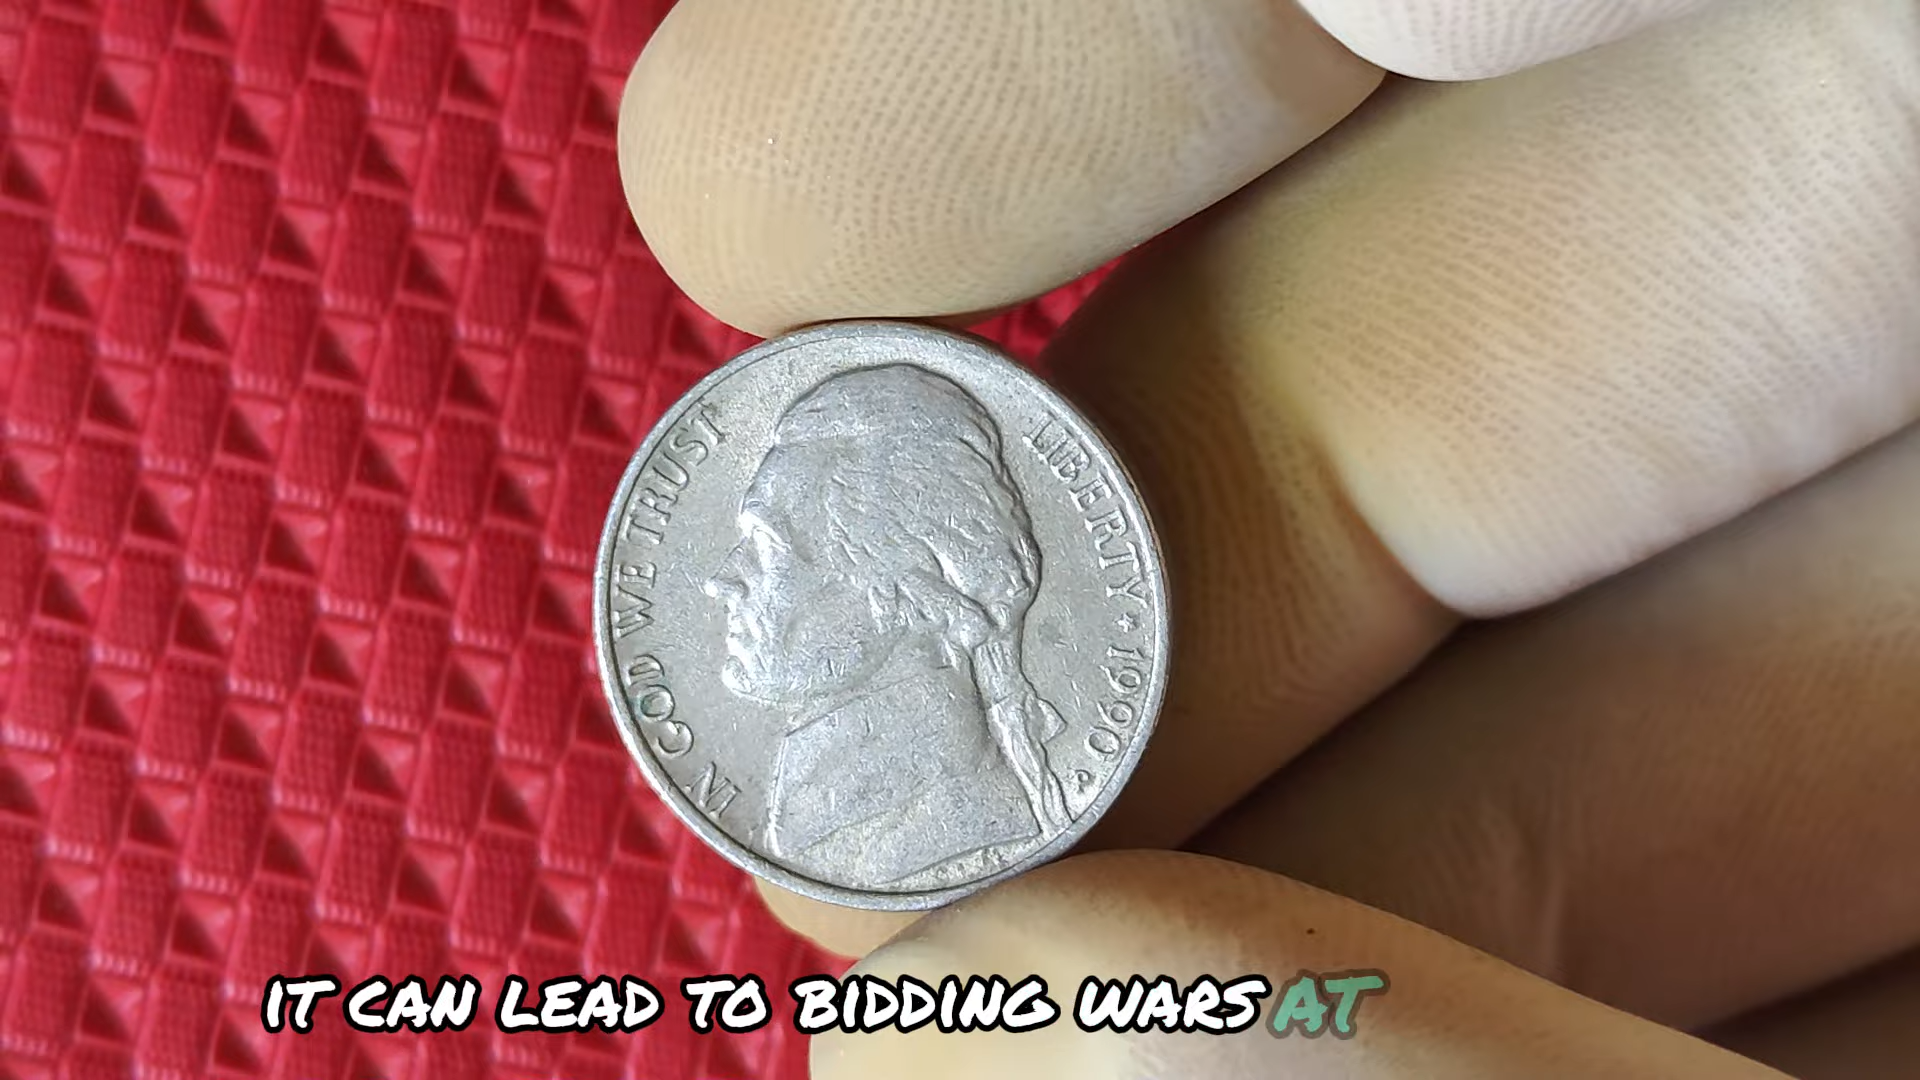 IN GOD WE TRUST
LIBERTY ★ 1990
P
IT CAN LEAD TO BIDDING WARS AT